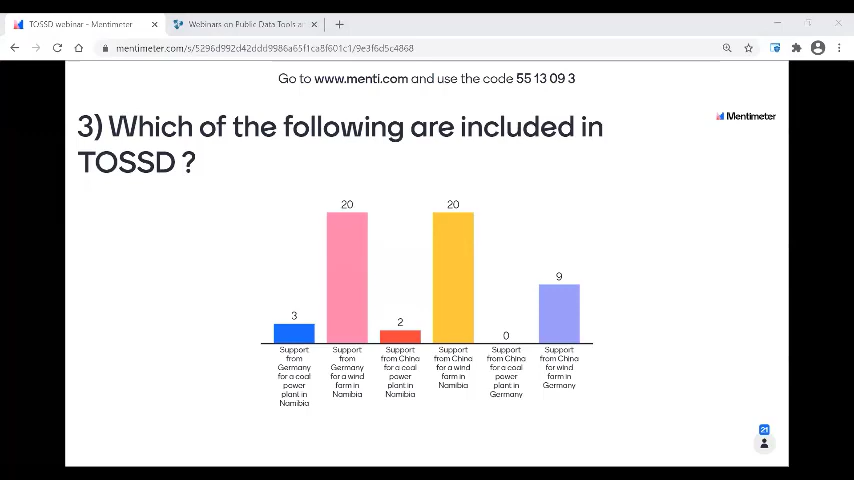 TOSSD webinar - Mentimeter
Webinars on Public Data Tools a
mentimeter.com/s/5296d992d42ddd9986a65f1ca8f601c1/9e3f6d5c4868
Go to www.menti.com and use the code 55 13 09 3
Mentimeter
3) Which of the following are included in
TOSSD ?
3
20
2
20
0
9
Support
from
Germany
for a coal
power
plant in
Namibia
Support
from
Germany
for a wind
farm in
Namibia
Support
from China
for a coal
power
plant in
Namibia
Support
from China
for a wind
farm in
Namibia
Support
from China
for a coal
power
plant in
Germany
Support
from China
for wind
farm in
Germany
21